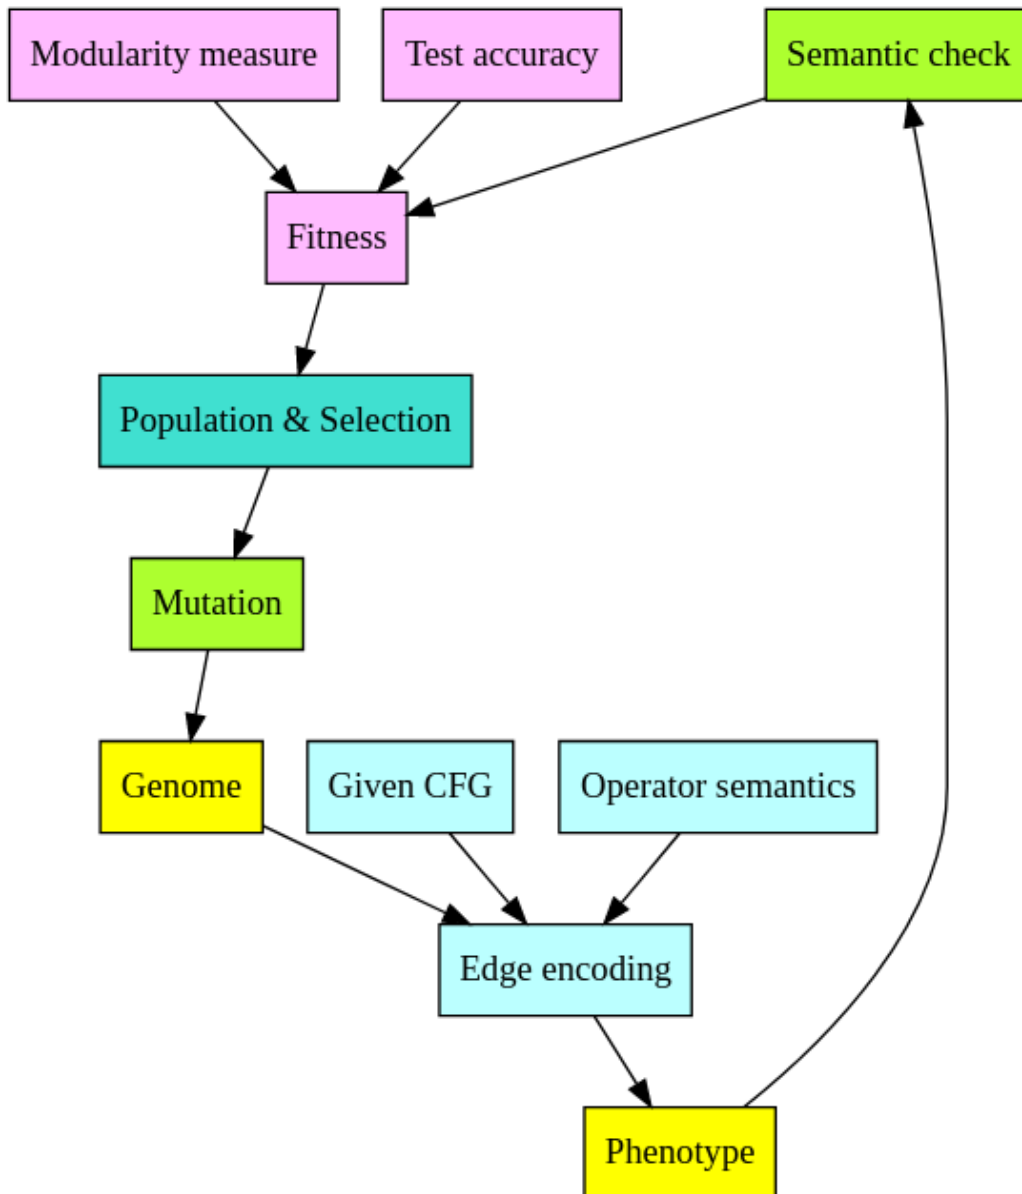 Modularity measure
Test accuracy
Semantic check
Fitness
Population & Selection
Mutation
Genome
Given CFG
Operator semantics
Edge encoding
Phenotype